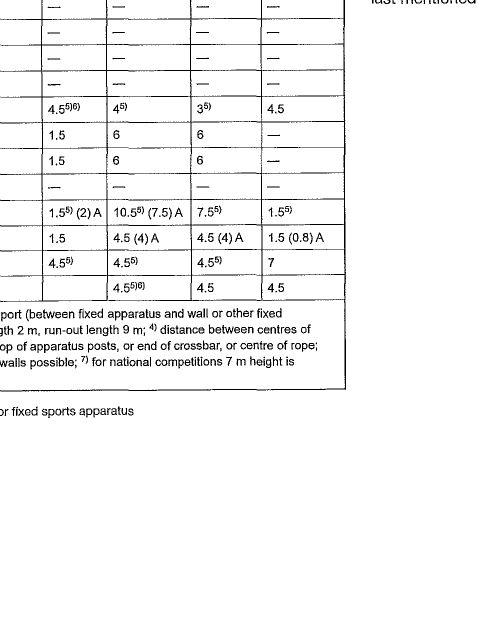 last mentioned
— — — —
— — — —
— — — —
— — — —
4.5⁵⁾⁶⁾ 4⁵⁾ 3⁵⁾ 4.5
1.5 6 6 —
1.5 6 6 —
— — — —
1.5⁵⁾ (2) A 10.5⁵⁾ (7.5) A 7.5⁵⁾ 1.5⁵⁾
1.5 4.5 (4) A 4.5 (4) A 1.5 (0.8) A
4.5⁵⁾ 4.5⁵⁾ 4.5⁵⁾ 7
4.5⁵⁾⁶⁾ 4.5 4.5
port (between fixed apparatus and wall or other fixed
gth 2 m, run-out length 9 m; ⁴⁾ distance between centres of
op of apparatus posts, or end of crossbar, or centre of rope;
walls possible; ⁷⁾ for national competitions 7 m height is
or fixed sports apparatus